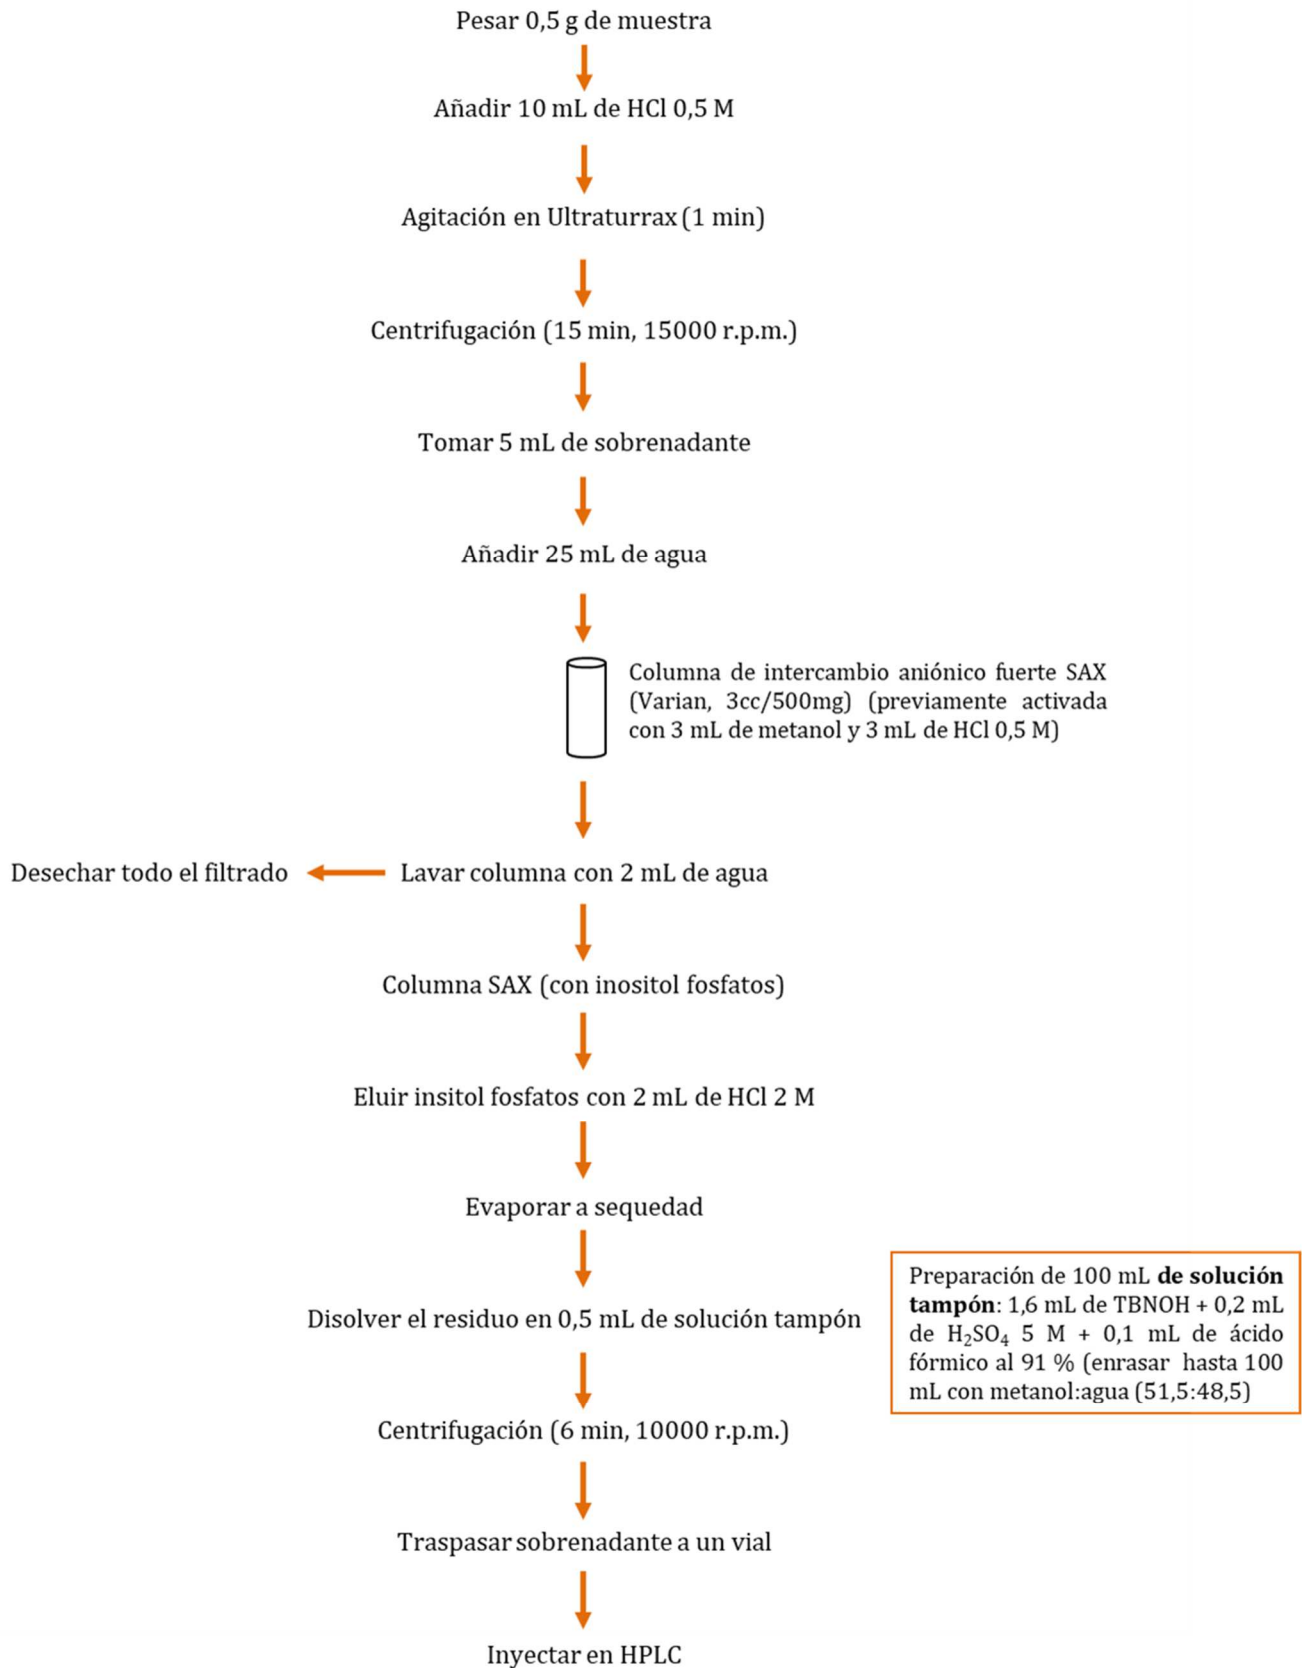 Pesar 0,5 g de muestra
Añadir 10 mL de HCl 0,5 M
Agitación en Ultraturrax (1 min)
Centrifugación (15 min, 15000 r.p.m.)
Tomar 5 mL de sobrenadante
Añadir 25 mL de agua
Columna de intercambio aniónico fuerte SAX
(Varian, 3cc/500mg) (previamente activada
con 3 mL de metanol y 3 mL de HCl 0,5 M)
Desechar todo el filtrado
Lavar columna con 2 mL de agua
Columna SAX (con inositol fosfatos)
Eluir insitol fosfatos con 2 mL de HCl 2 M
Evaporar a sequedad
Disolver el residuo en 0,5 mL de solución tampón
Preparación de 100 mL de solución
tampón: 1,6 mL de TBNOH + 0,2 mL
de H₂SO₄ 5 M + 0,1 mL de ácido
fórmico al 91 % (enrasar hasta 100
mL con metanol:agua (51,5:48,5)
Centrifugación (6 min, 10000 r.p.m.)
Traspasar sobrenadante a un vial
Inyectar en HPLC